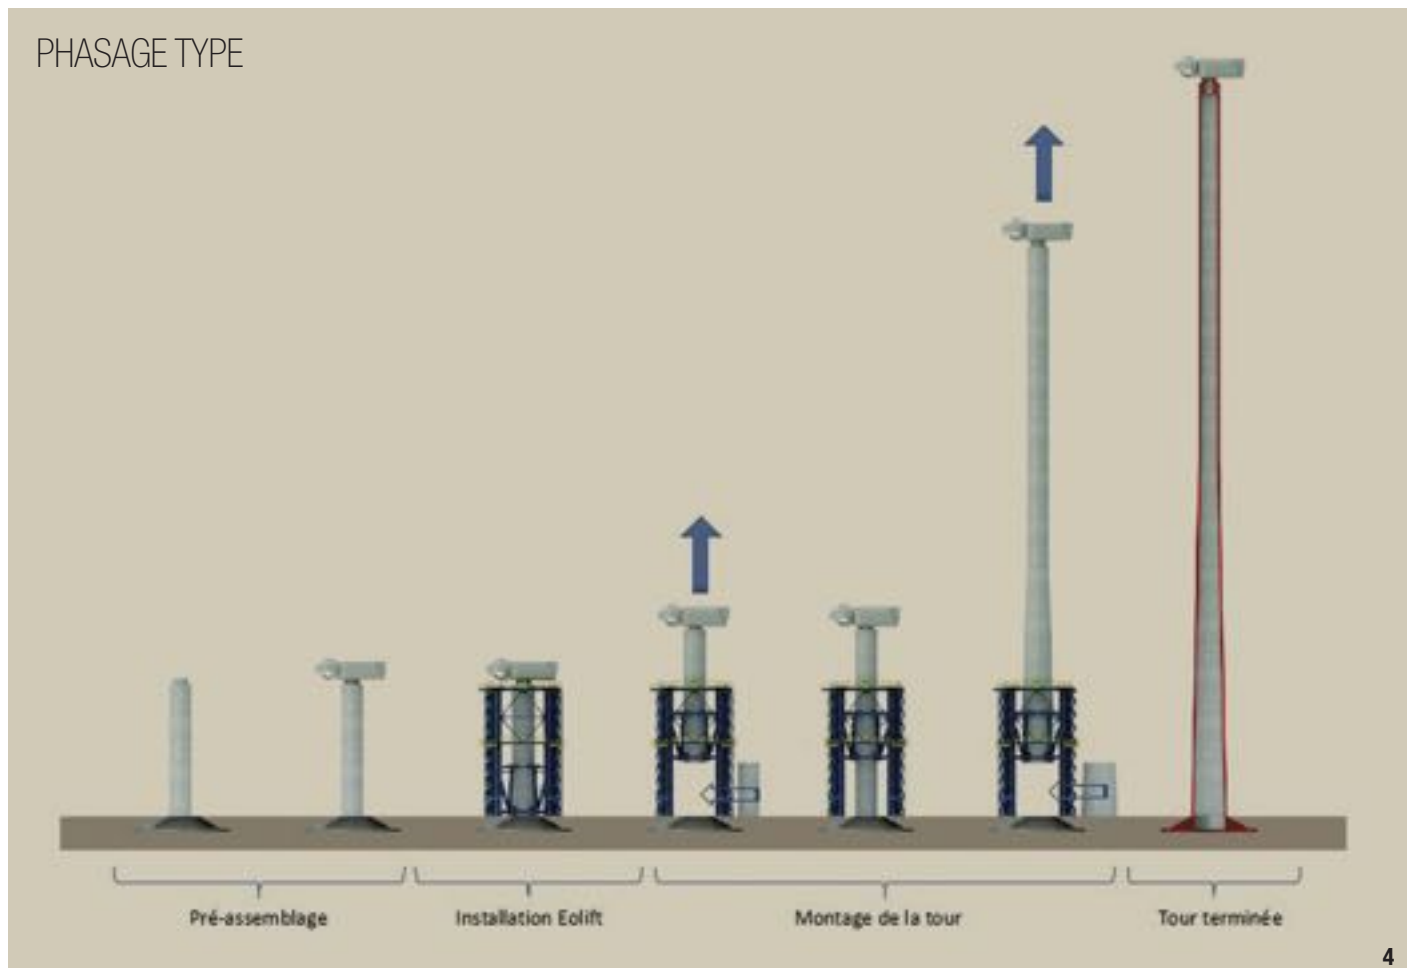 PHASAGE TYPE
Pré-assemblage
Installation Eolift
Montage de la tour
Tour terminée
4